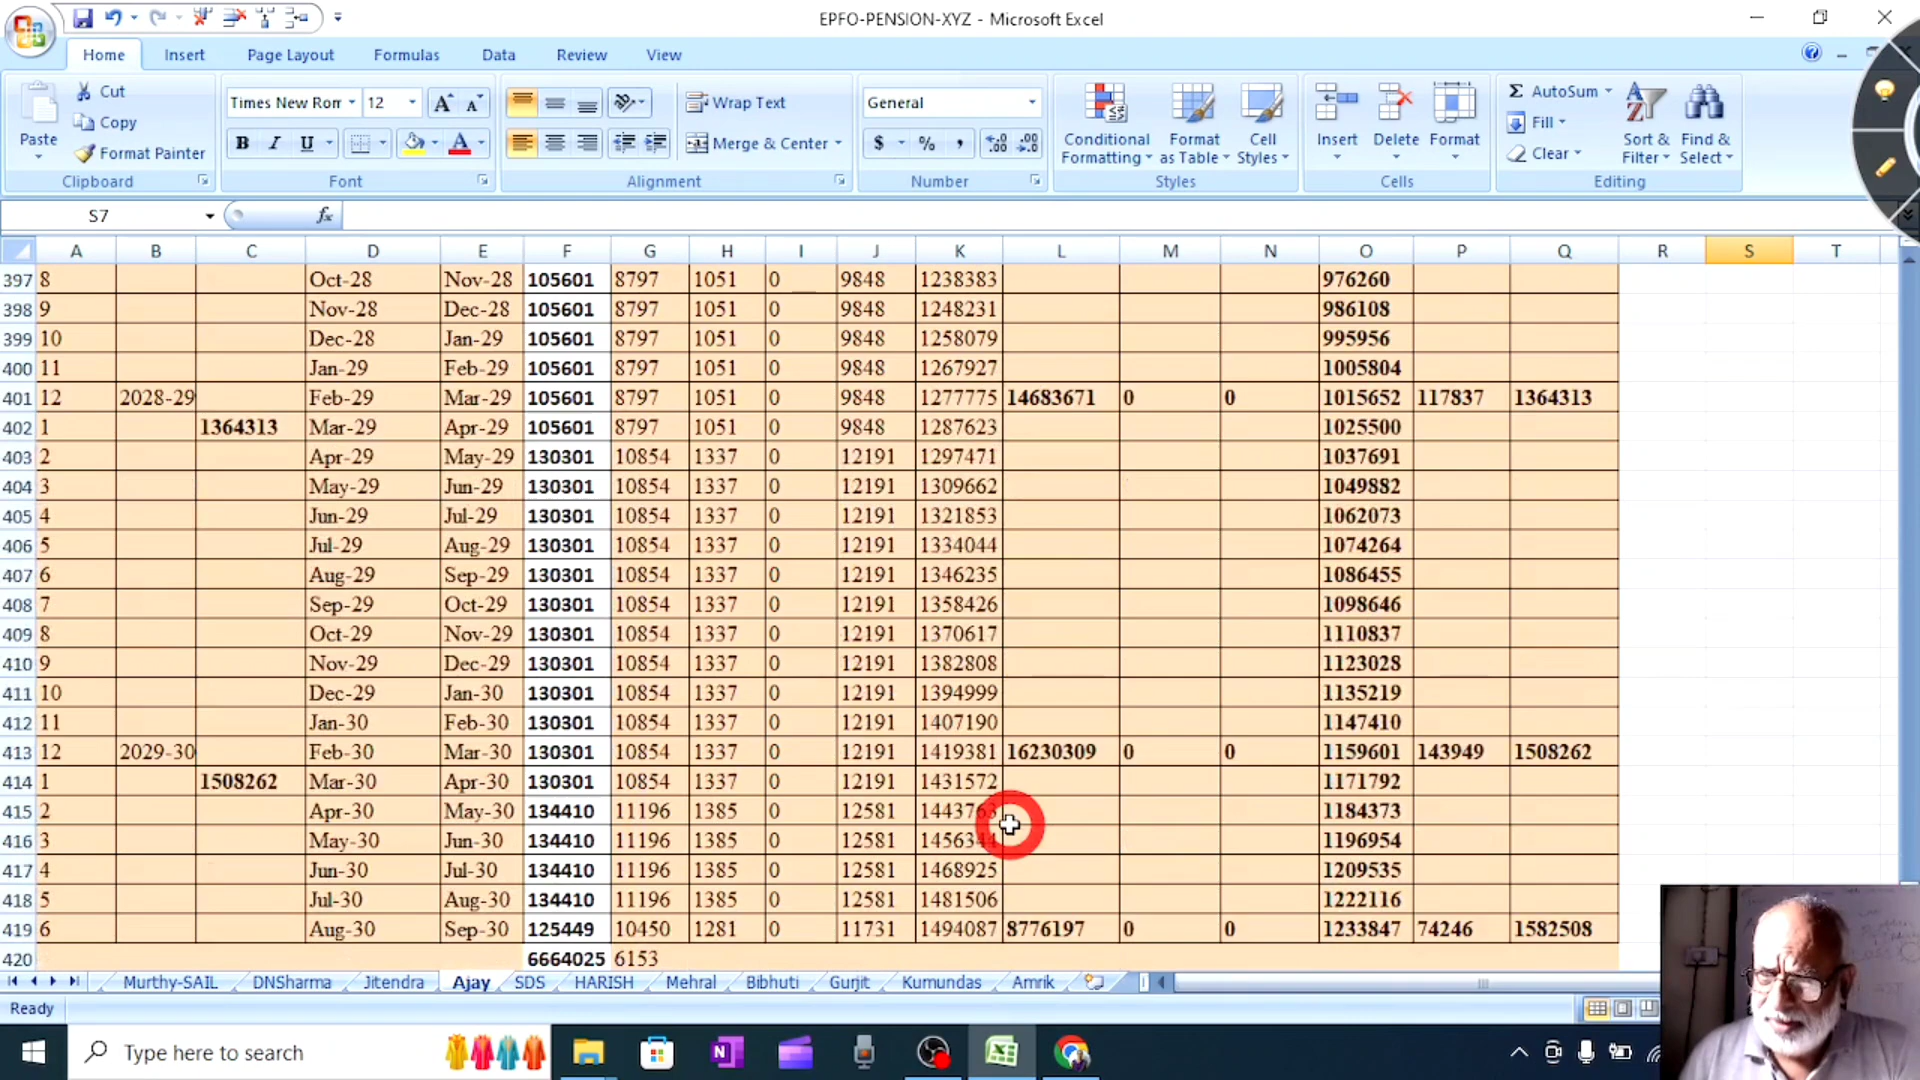 EPFO-PENSION-XYZ - Microsoft Excel
Home Insert Page Layout Formulas Data Review View
Paste Cut Copy Format Painter Clipboard
Times New Ron 12 B I U Font
Wrap Text Merge & Center Alignment
General $ % , Number
Conditional Formatting Format as Table Cell Styles Styles
Insert Delete Format Cells
AutoSum Fill Clear Sort & Filter Find & Select Editing
S7 fx
A B C D E F G H I J K L M N O P Q R S T
397 8 Oct-28 Nov-28 105601 8797 1051 0 9848 1238383 976260
398 9 Nov-28 Dec-28 105601 8797 1051 0 9848 1248231 986108
399 10 Dec-28 Jan-29 105601 8797 1051 0 9848 1258079 995956
400 11 Jan-29 Feb-29 105601 8797 1051 0 9848 1267927 1005804
401 12 2028-29 Feb-29 Mar-29 105601 8797 1051 0 9848 1277775 14683671 0 0 1015652 117837 1364313
402 1 1364313 Mar-29 Apr-29 105601 8797 1051 0 9848 1287623 1025500
403 2 Apr-29 May-29 130301 10854 1337 0 12191 1297471 1037691
404 3 May-29 Jun-29 130301 10854 1337 0 12191 1309662 1049882
405 4 Jun-29 Jul-29 130301 10854 1337 0 12191 1321853 1062073
406 5 Jul-29 Aug-29 130301 10854 1337 0 12191 1334044 1074264
407 6 Aug-29 Sep-29 130301 10854 1337 0 12191 1346235 1086455
408 7 Sep-29 Oct-29 130301 10854 1337 0 12191 1358426 1098646
409 8 Oct-29 Nov-29 130301 10854 1337 0 12191 1370617 1110837
410 9 Nov-29 Dec-29 130301 10854 1337 0 12191 1382808 1123028
411 10 Dec-29 Jan-30 130301 10854 1337 0 12191 1394999 1135219
412 11 Jan-30 Feb-30 130301 10854 1337 0 12191 1407190 1147410
413 12 2029-30 Feb-30 Mar-30 130301 10854 1337 0 12191 1419381 16230309 0 0 1159601 143949 1508262
414 1 1508262 Mar-30 Apr-30 130301 10854 1337 0 12191 1431572 1171792
415 2 Apr-30 May-30 134410 11196 1385 0 12581 1443763 1184373
416 3 May-30 Jun-30 134410 11196 1385 0 12581 1456344 1196954
417 4 Jun-30 Jul-30 134410 11196 1385 0 12581 1468925 1209535
418 5 Jul-30 Aug-30 134410 11196 1385 0 12581 1481506 1222116
419 6 Aug-30 Sep-30 125449 10450 1281 0 11731 1494087 8776197 0 0 1233847 74246 1582508
420 6664025 6153
Murthy-SAIL DNSharma Jitendra Ajay SDS HARISH Mehral Bibhuti Gurjit Kumundas Amrik
Ready
Type here to search